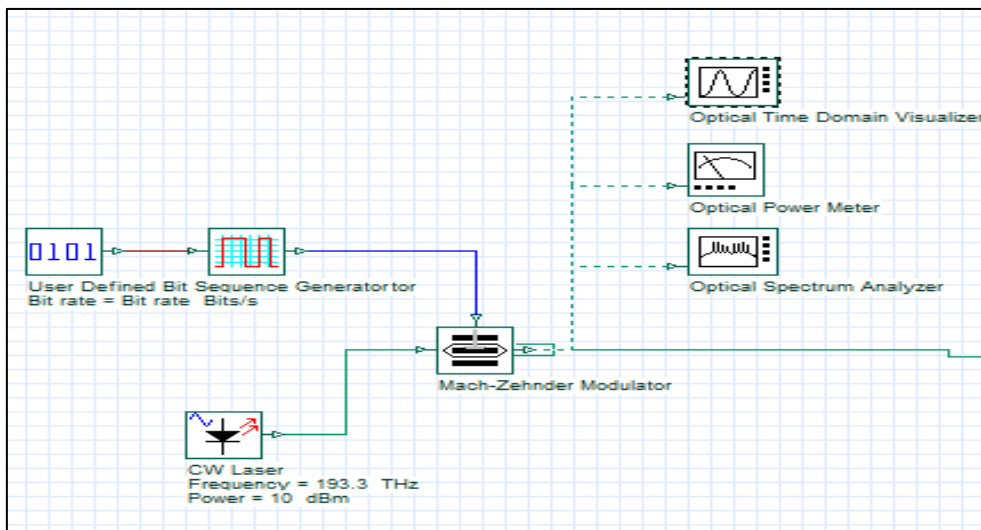 Optical Time Domain Visualizer
Optical Power Meter
0101
User Defined Bit Sequence Generatortor
Bit rate = Bit rate Bits/s
Optical Spectrum Analyzer
Mach-Zehnder Modulator
CW Laser
Frequency = 193.3 THz
Power = 10 dBm